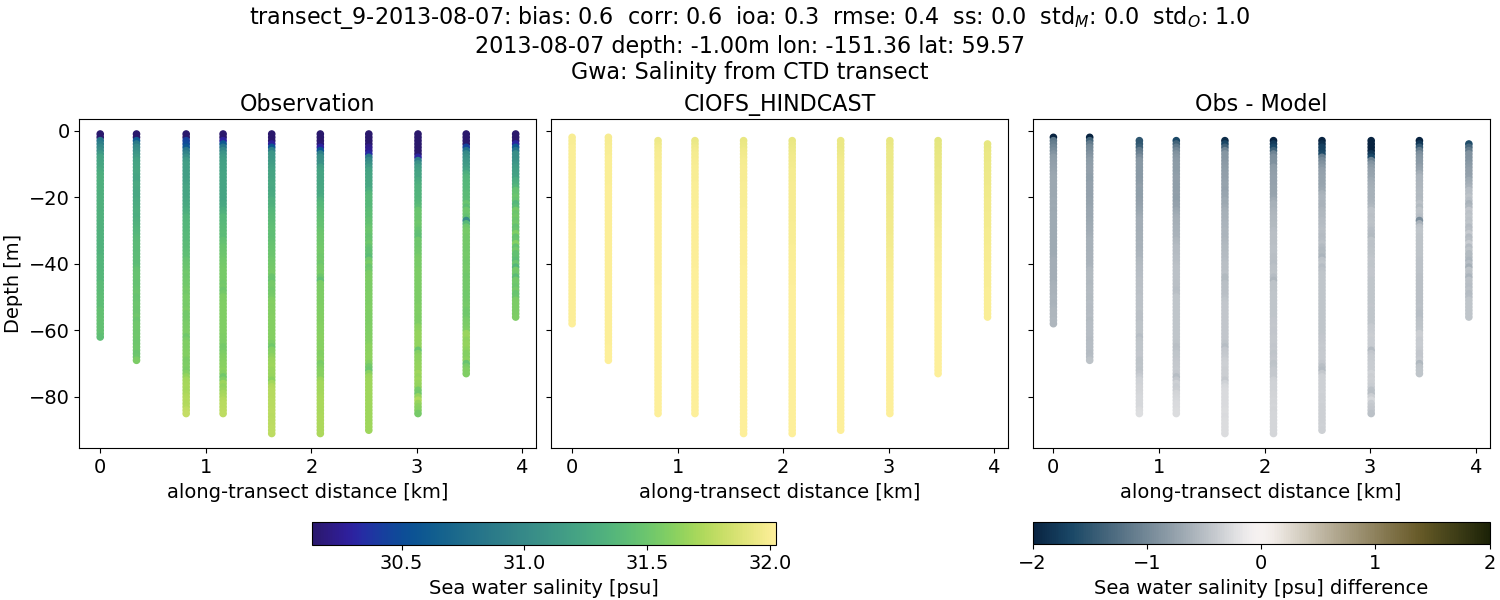 transect_9-2013-08-07: bias: 0.6 corr: 0.6 ioa: 0.3 rmse: 0.4 ss: 0.0 std_M: 0.0 std_O: 1.0
2013-08-07 depth: -1.00m lon: -151.36 lat: 59.57
Gwa: Salinity from CTD transect
Observation
CIOFS_HINDCAST
Obs - Model
Depth [m]
0
−20
−40
−60
−80
0 1 2 3 4
0 1 2 3 4
0 1 2 3 4
along-transect distance [km]
along-transect distance [km]
along-transect distance [km]
30.5 31.0 31.5 32.0
Sea water salinity [psu]
−2 −1 0 1 2
Sea water salinity [psu] difference